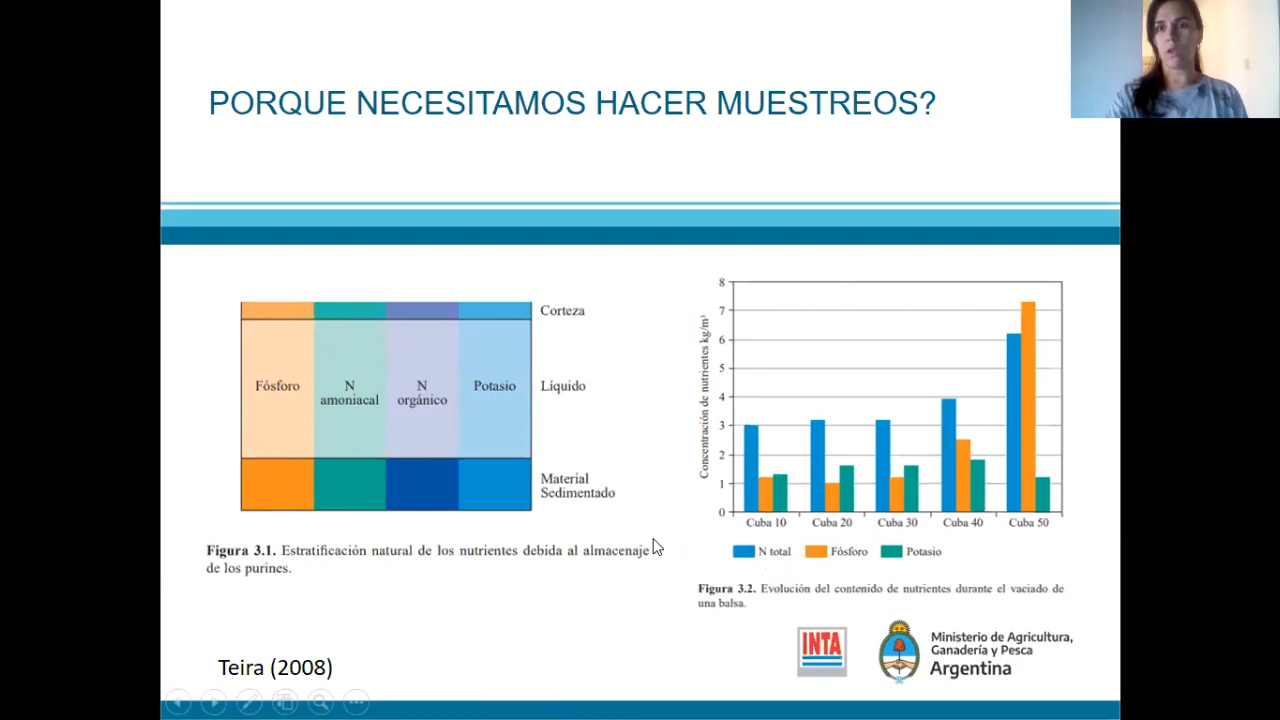 PORQUE NECESITAMOS HACER MUESTREOS?
Corteza
Fósforo
N
amoniacal
N
orgánico
Potasio
Líquido
Material
Sedimentado
Figura 3.1. Estratificación natural de los nutrientes debida al almacenaje
de los purines.
Concentración de nutrientes kg/m³
8
7
6
5
4
3
2
1
0
Cuba 10 Cuba 20 Cuba 30 Cuba 40 Cuba 50
N total Fósforo Potasio
Figura 3.2. Evolución del contenido de nutrientes durante el vaciado de
una balsa.
INTA
Ministerio de Agricultura,
Ganadería y Pesca
Argentina
Teira (2008)